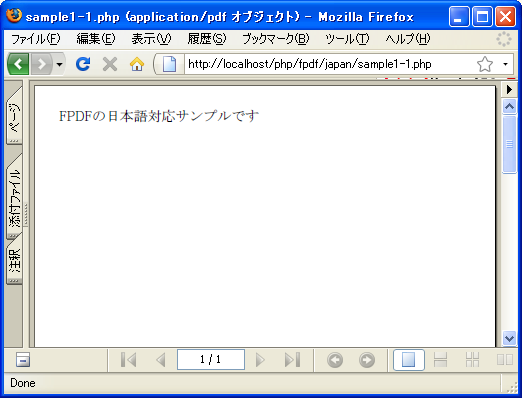 sample1-1.php (application/pdf オブジェクト) - Mozilla Firefox
ファイル(F) 編集(E) 表示(V) 履歴(S) ブックマーク(B) ツール(T) ヘルプ(H)
http://localhost/php/fpdf/japan/sample1-1.php
ページ
添付ファイル
注釈
FPDFの日本語対応サンプルです
1 / 1
Done